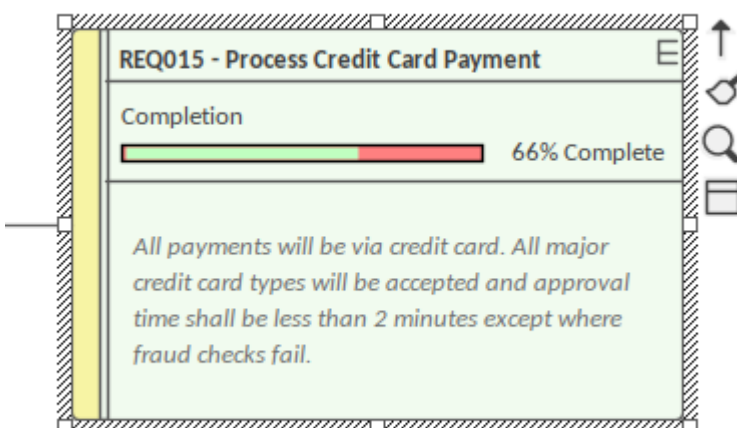 REQ015 - Process Credit Card Payment E
Completion
66% Complete
All payments will be via credit card. All major
credit card types will be accepted and approval
time shall be less than 2 minutes except where
fraud checks fail.